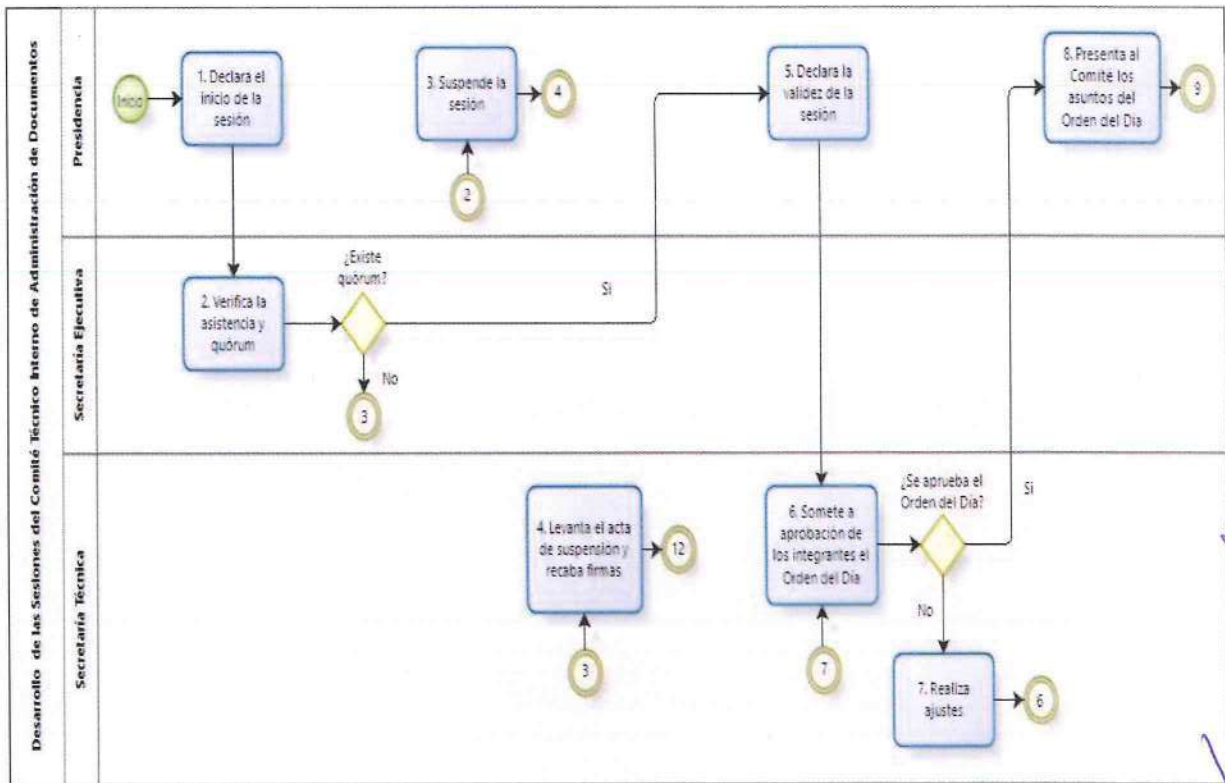 Desarrollo de las Sesiones del Comité Técnico Interno de Administración de Documentos
Presidencia
Inicio
1. Declara el
inicio de la
sesión
3. Suspende la
sesión
4
2
5. Declara la
validez de la
sesión
8. Presenta al
Comité los
asuntos del
Orden del Día
9
Secretaría Ejecutiva
2. Verifica la
asistencia y
quórum
¿Existe
quórum?
Si
No
3
Secretaría Técnica
4. Levanta el acta
de suspensión y
recaba firmas
12
3
6. Somete a
aprobación de
los integrantes el
Orden del Día
7
¿Se aprueba el
Orden del Día?
Si
No
7. Realiza
ajustes
6